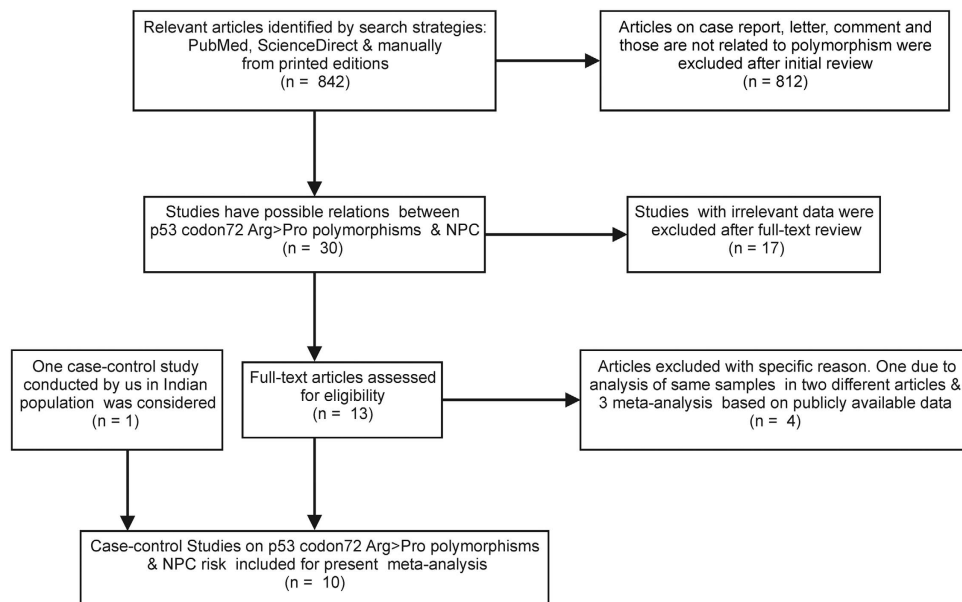 Relevant articles identified by search strategies:
PubMed, ScienceDirect & manually
from printed editions
(n = 842)
Articles on case report, letter, comment and
those are not related to polymorphism were
excluded after initial review
(n = 812)
Studies have possible relations between
p53 codon72 Arg>Pro polymorphisms & NPC
(n = 30)
Studies with irrelevant data were
excluded after full-text review
(n = 17)
One case-control study
conducted by us in Indian
population was considered
(n = 1)
Full-text articles assessed
for eligibility
(n = 13)
Articles excluded with specific reason. One due to
analysis of same samples in two different articles &
3 meta-analysis based on publicly available data
(n = 4)
Case-control Studies on p53 codon72 Arg>Pro polymorphisms
& NPC risk included for present meta-analysis
(n = 10)